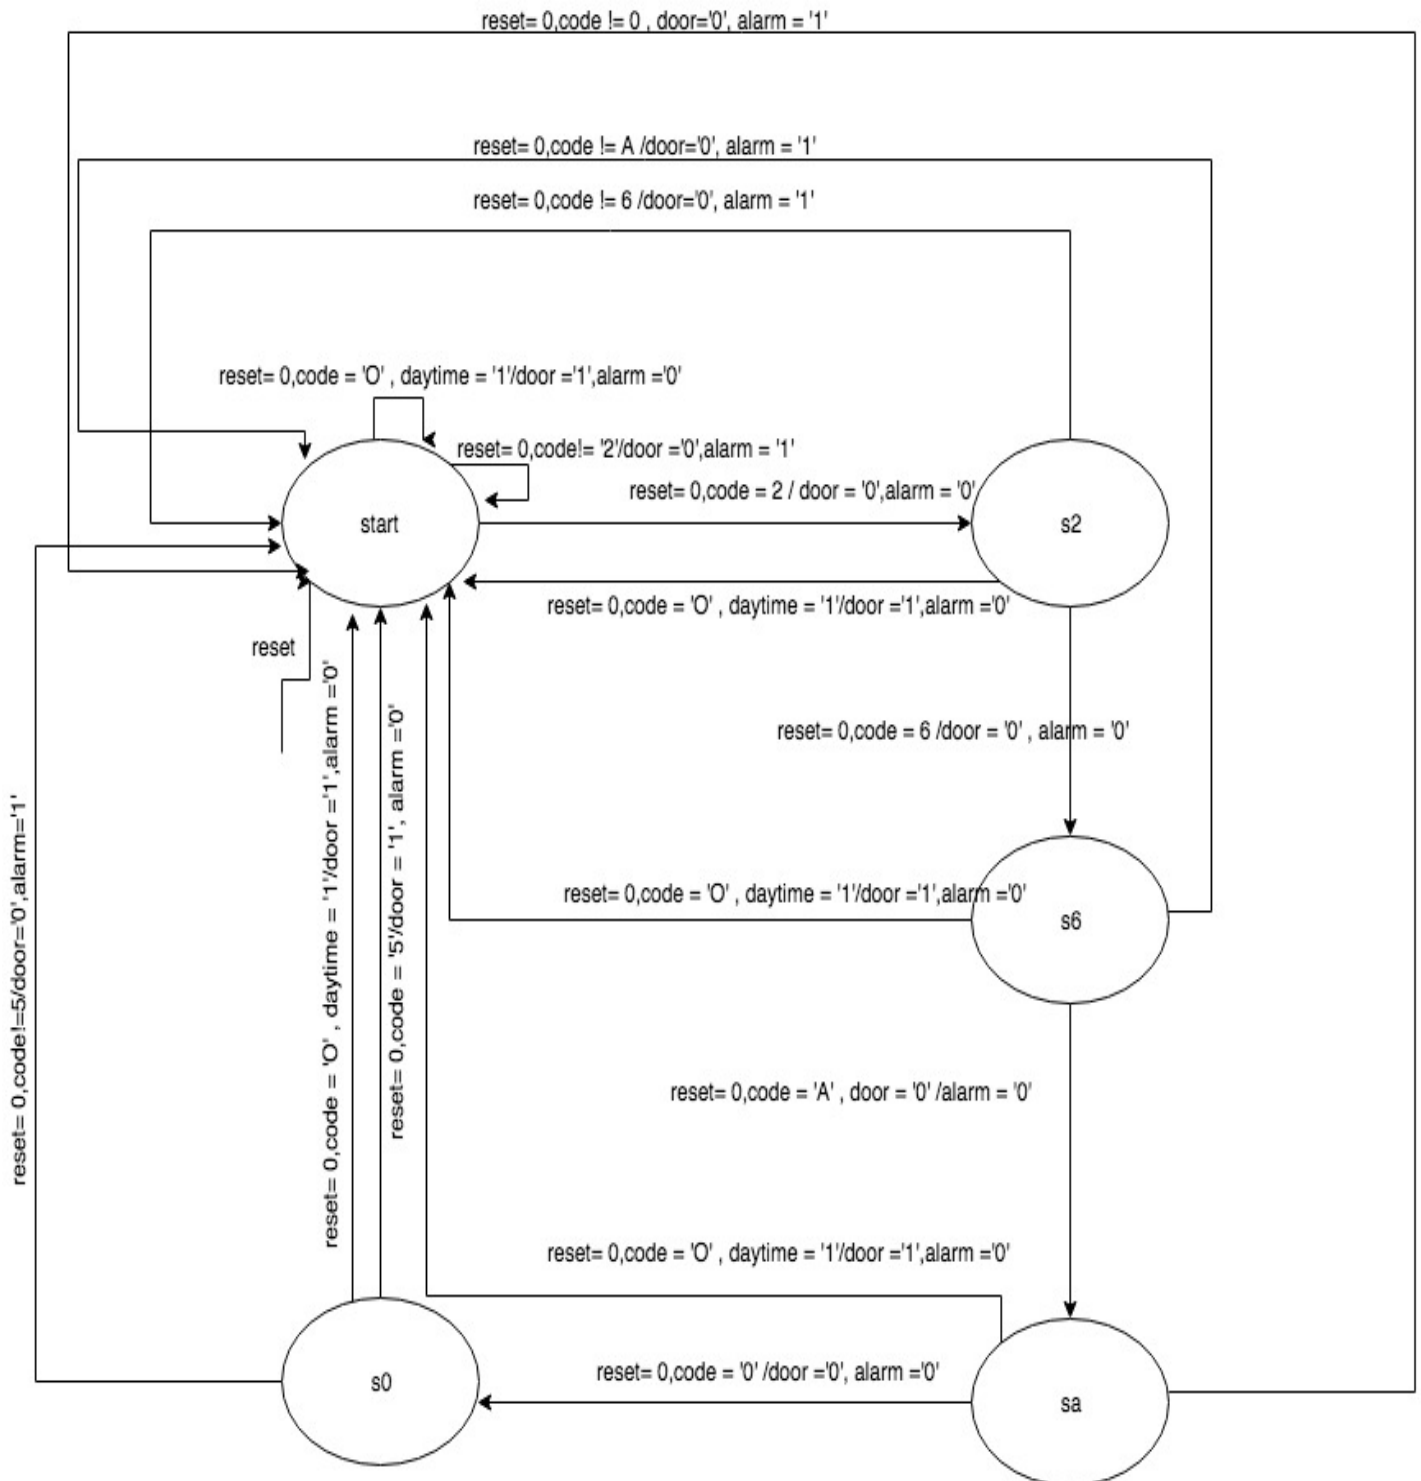 reset= 0,code != 0 , door='0', alarm = '1'
reset= 0,code != A /door='0', alarm = '1'
reset= 0,code != 6 /door='0', alarm = '1'
reset= 0,code = 'O' , daytime = '1'/door ='1',alarm ='0'
reset= 0,code!= '2'/door ='0',alarm = '1'
reset= 0,code = 2 / door = '0',alarm = '0'
start
s2
reset= 0,code = 'O' , daytime = '1'/door ='1',alarm ='0'
reset
reset= 0,code = 6 /door = '0' , alarm = '0'
reset= 0,code!=5/door='0',alarm='1'
reset= 0,code = 'O' , daytime = '1'/door ='1',alarm ='0'
reset= 0,code = '5'/door = '1', alarm ='0'
reset= 0,code = 'O' , daytime = '1'/door ='1',alarm ='0'
s6
reset= 0,code = 'A' , door = '0' /alarm = '0'
reset= 0,code = 'O' , daytime = '1'/door ='1',alarm ='0'
reset= 0,code = '0' /door ='0', alarm ='0'
s0
sa